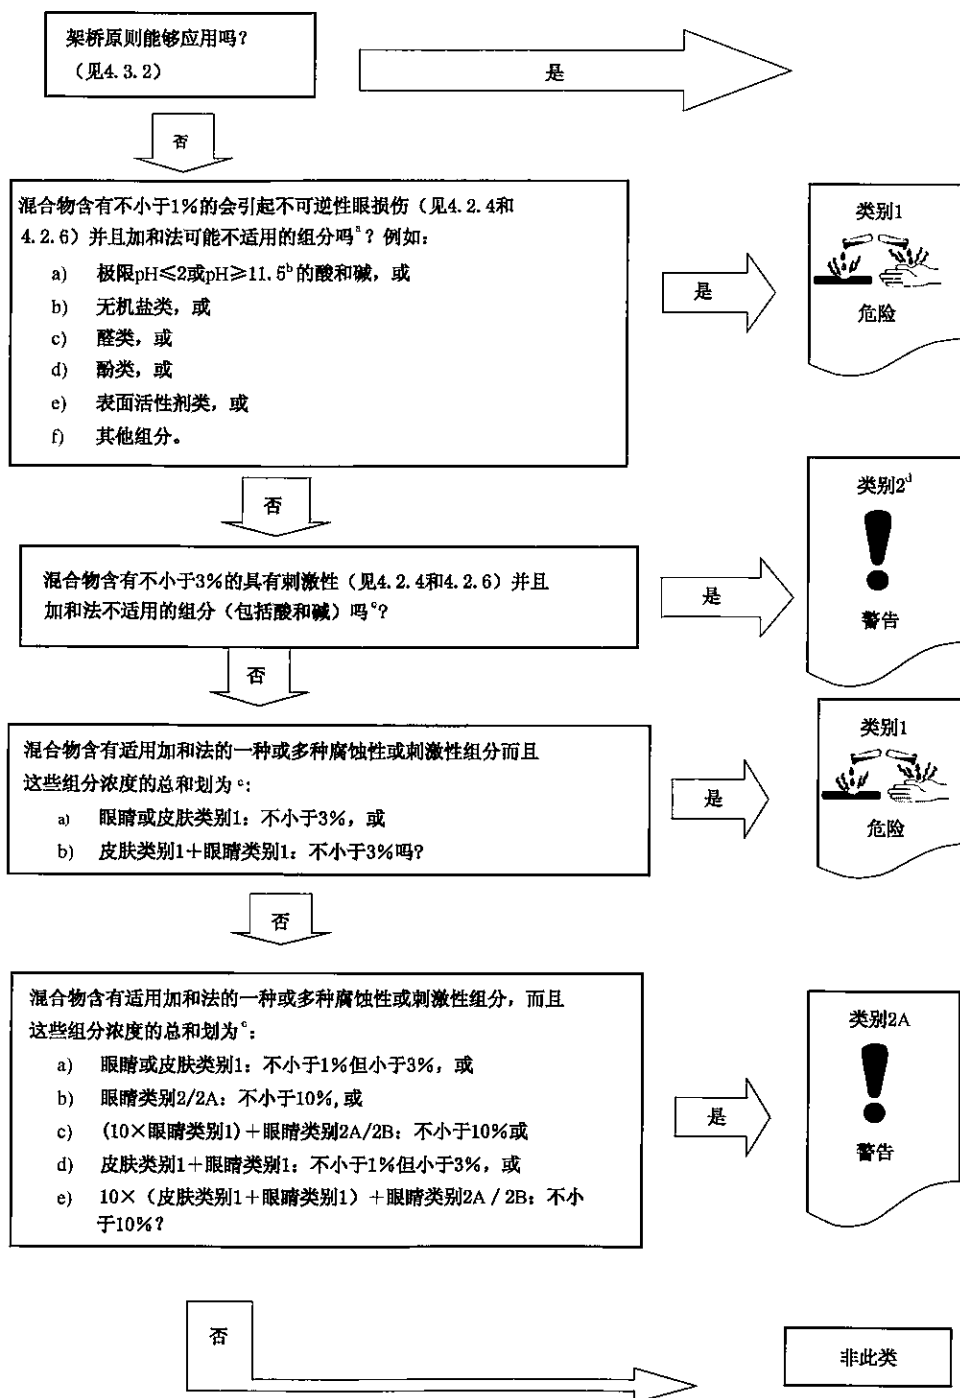 架桥原则能够应用吗？
（见4.3.2）
是
否
混合物含有不小于1％的会引起不可逆性眼损伤（见4.2.4和
4.2.6）并且加和法可能不适用的组分吗ᵃ？例如：
a) 极限pH≤2或pH≥11.5ᵇ的酸和碱，或
b) 无机盐类，或
c) 醛类，或
d) 酚类，或
e) 表面活性剂类，或
f) 其他组分。
是
类别1
危险
否
混合物含有不小于3％的具有刺激性（见4.2.4和4.2.6）并且
加和法不适用的组分（包括酸和碱）吗ᶜ？
是
类别2ᵈ
警告
否
混合物含有适用加和法的一种或多种腐蚀性或刺激性组分而且
这些组分浓度的总和划为ᶜ：
a) 眼睛或皮肤类别1：不小于3％，或
b) 皮肤类别1＋眼睛类别1：不小于3％吗？
是
类别1
危险
否
混合物含有适用加和法的一种或多种腐蚀性或刺激性组分，而且
这些组分浓度的总和划为ᶜ：
a) 眼睛或皮肤类别1：不小于1％但小于3％，或
b) 眼睛类别2/2A：不小于10％,或
c) (10×眼睛类别1)＋眼睛类别2A/2B：不小于10％或
d) 皮肤类别1＋眼睛类别1：不小于1％但小于3％，或
e) 10×（皮肤类别1＋眼睛类别1）＋眼睛类别2A / 2B：不小
于10％？
是
类别2A
警告
否
非此类